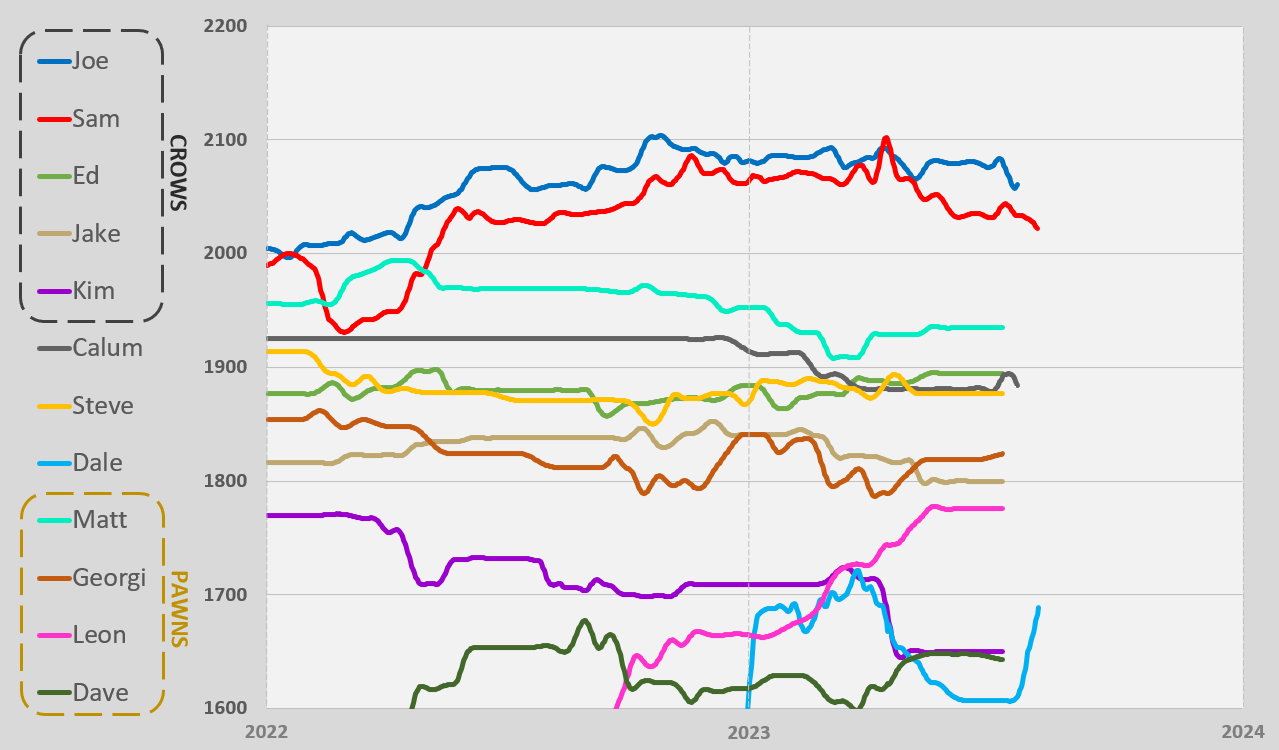 Joe
Sam
Ed
Jake
Kim
CROWS
Calum
Steve
Dale
Matt
Georgi
Leon
Dave
PAWNS
2200
2100
2000
1900
1800
1700
1600
2022
2023
2024